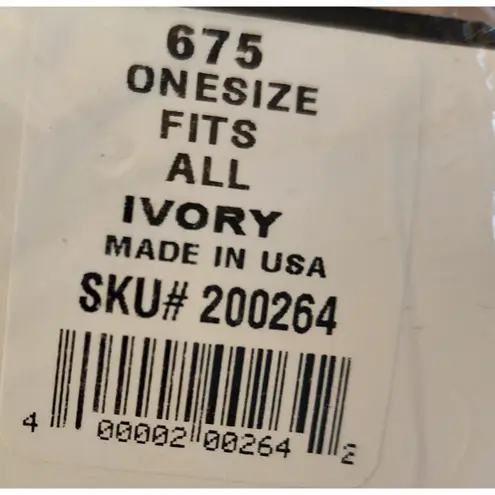 675
ONESIZE
FITS
ALL
IVORY
MADE IN USA
SKU# 200264
4 00002 00264 2